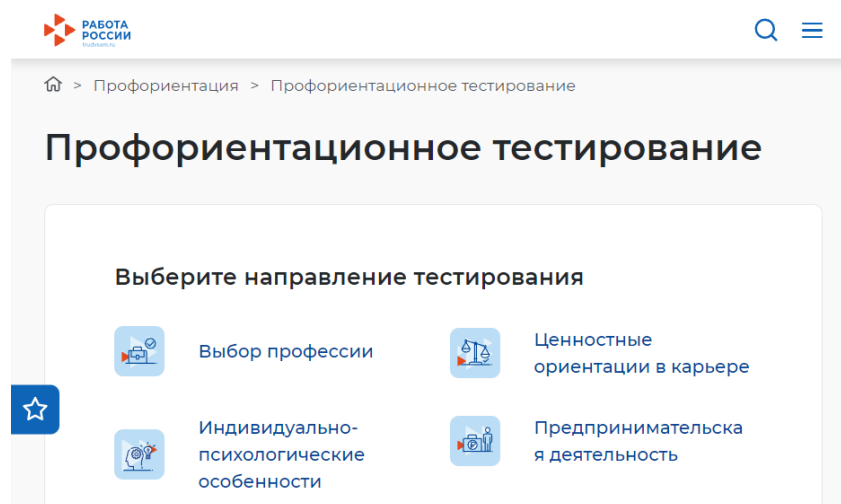 РАБОТА
РОССИИ
trudvsem.ru
> Профориентация > Профориентационное тестирование
Профориентационное тестирование
Выберите направление тестирования
Выбор профессии
Ценностные
ориентации в карьере
Индивидуально-
психологические
особенности
Предпринимательска
я деятельность